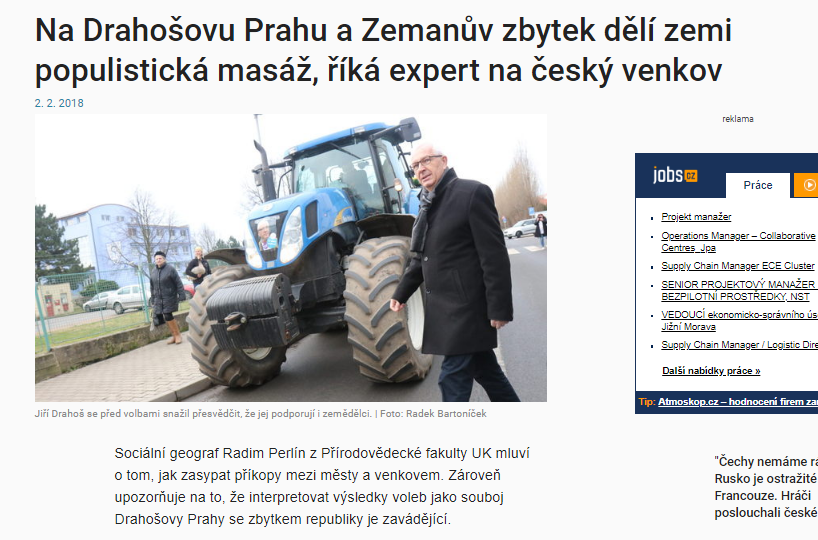 Na Drahošovu Prahu a Zemanův zbytek dělí zemi
populistická masáž, říká expert na český venkov
2. 2. 2018
reklama
jobs cz
Práce
Projekt manažer
Operations Manager – Collaborative
Centres, Jpa
Supply Chain Manager ECE Cluster
SENIOR PROJEKTOVÝ MANAŽER
BEZPILOTNÍ PROSTŘEDKY, NST
VEDOUCÍ ekonomicko-správního ús
Jižní Morava
Supply Chain Manager / Logistic Dire
Další nabídky práce »
Tip: Atmoskop.cz – hodnocení firem za
Jiří Drahoš se před volbami snažil přesvědčit, že jej podporují i zemědělci. | Foto: Radek Bartoníček
Sociální geograf Radim Perlín z Přírodovědecké fakulty UK mluví
o tom, jak zasypat příkopy mezi městy a venkovem. Zároveň
upozorňuje na to, že interpretovat výsledky voleb jako souboj
Drahošovy Prahy se zbytkem republiky je zavádějící.
"Čechy nemáme rá
Rusko je ostražité
Francouze. Hráči
poslouchali české